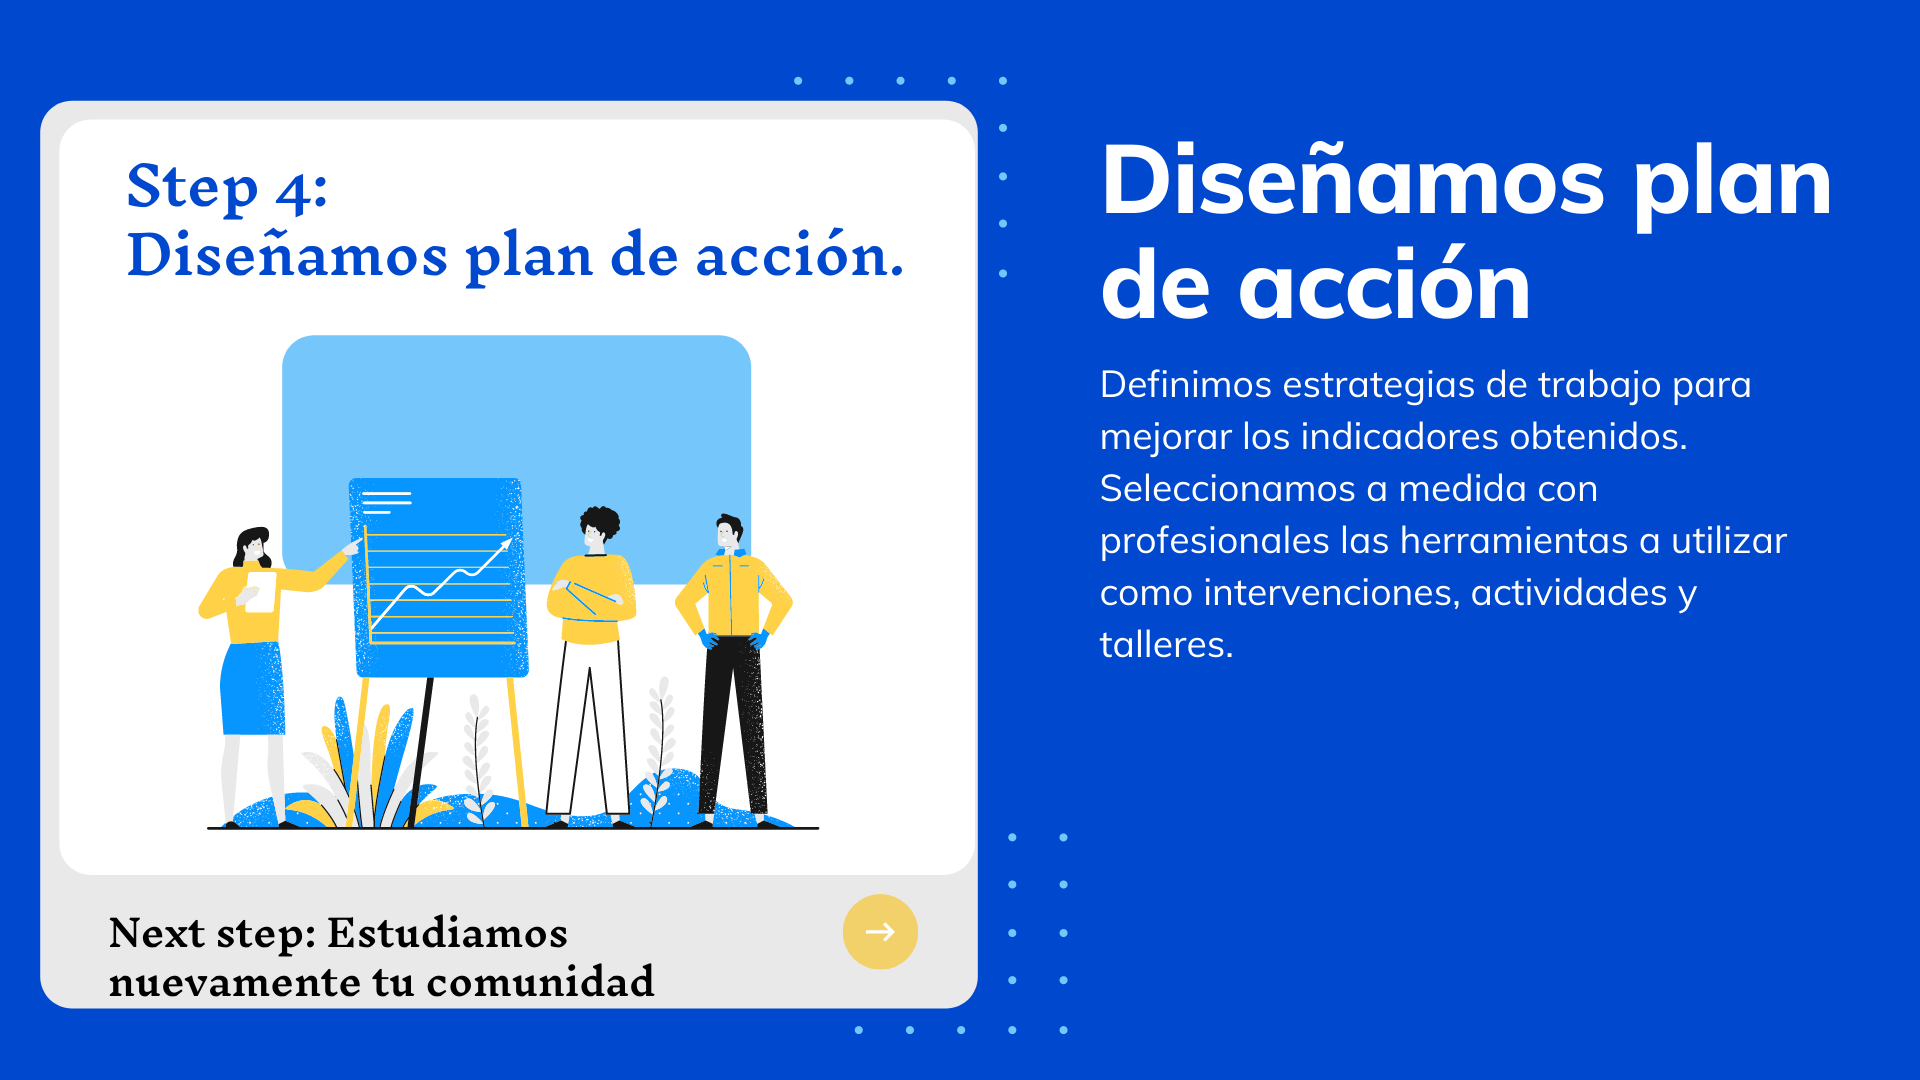 Step 4:
Diseñamos plan de acción.
Next step: Estudiamos
nuevamente tu comunidad
Diseñamos plan
de acción
Definimos estrategias de trabajo para
mejorar los indicadores obtenidos.
Seleccionamos a medida con
profesionales las herramientas a utilizar
como intervenciones, actividades y
talleres.